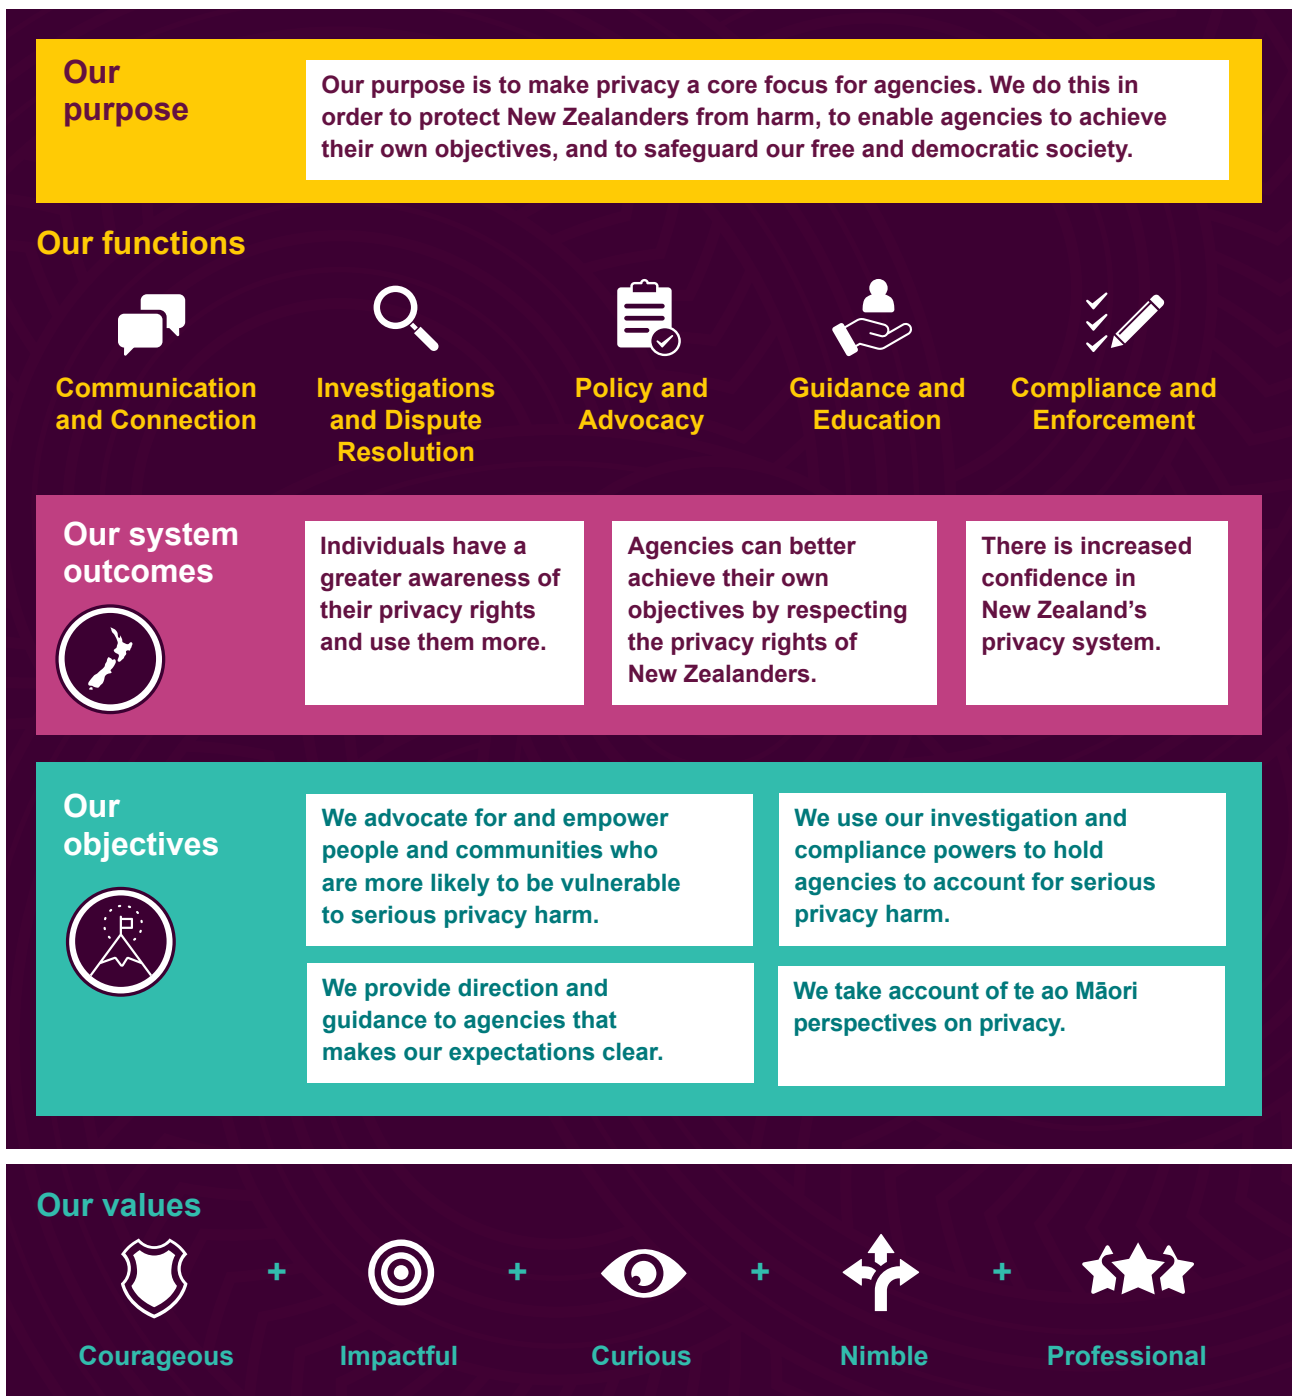 Our
purpose
Our purpose is to make privacy a core focus for agencies. We do this in
order to protect New Zealanders from harm, to enable agencies to achieve
their own objectives, and to safeguard our free and democratic society.
Our functions
Communication
and Connection
Investigations
and Dispute
Resolution
Policy and
Advocacy
Guidance and
Education
Compliance and
Enforcement
Our system
outcomes
Individuals have a
greater awareness of
their privacy rights
and use them more.
Agencies can better
achieve their own
objectives by respecting
the privacy rights of
New Zealanders.
There is increased
confidence in
New Zealand’s
privacy system.
Our
objectives
We advocate for and empower
people and communities who
are more likely to be vulnerable
to serious privacy harm.
We use our investigation and
compliance powers to hold
agencies to account for serious
privacy harm.
We provide direction and
guidance to agencies that
makes our expectations clear.
We take account of te ao Māori
perspectives on privacy.
Our values
+ + + +
Courageous
Impactful
Curious
Nimble
Professional